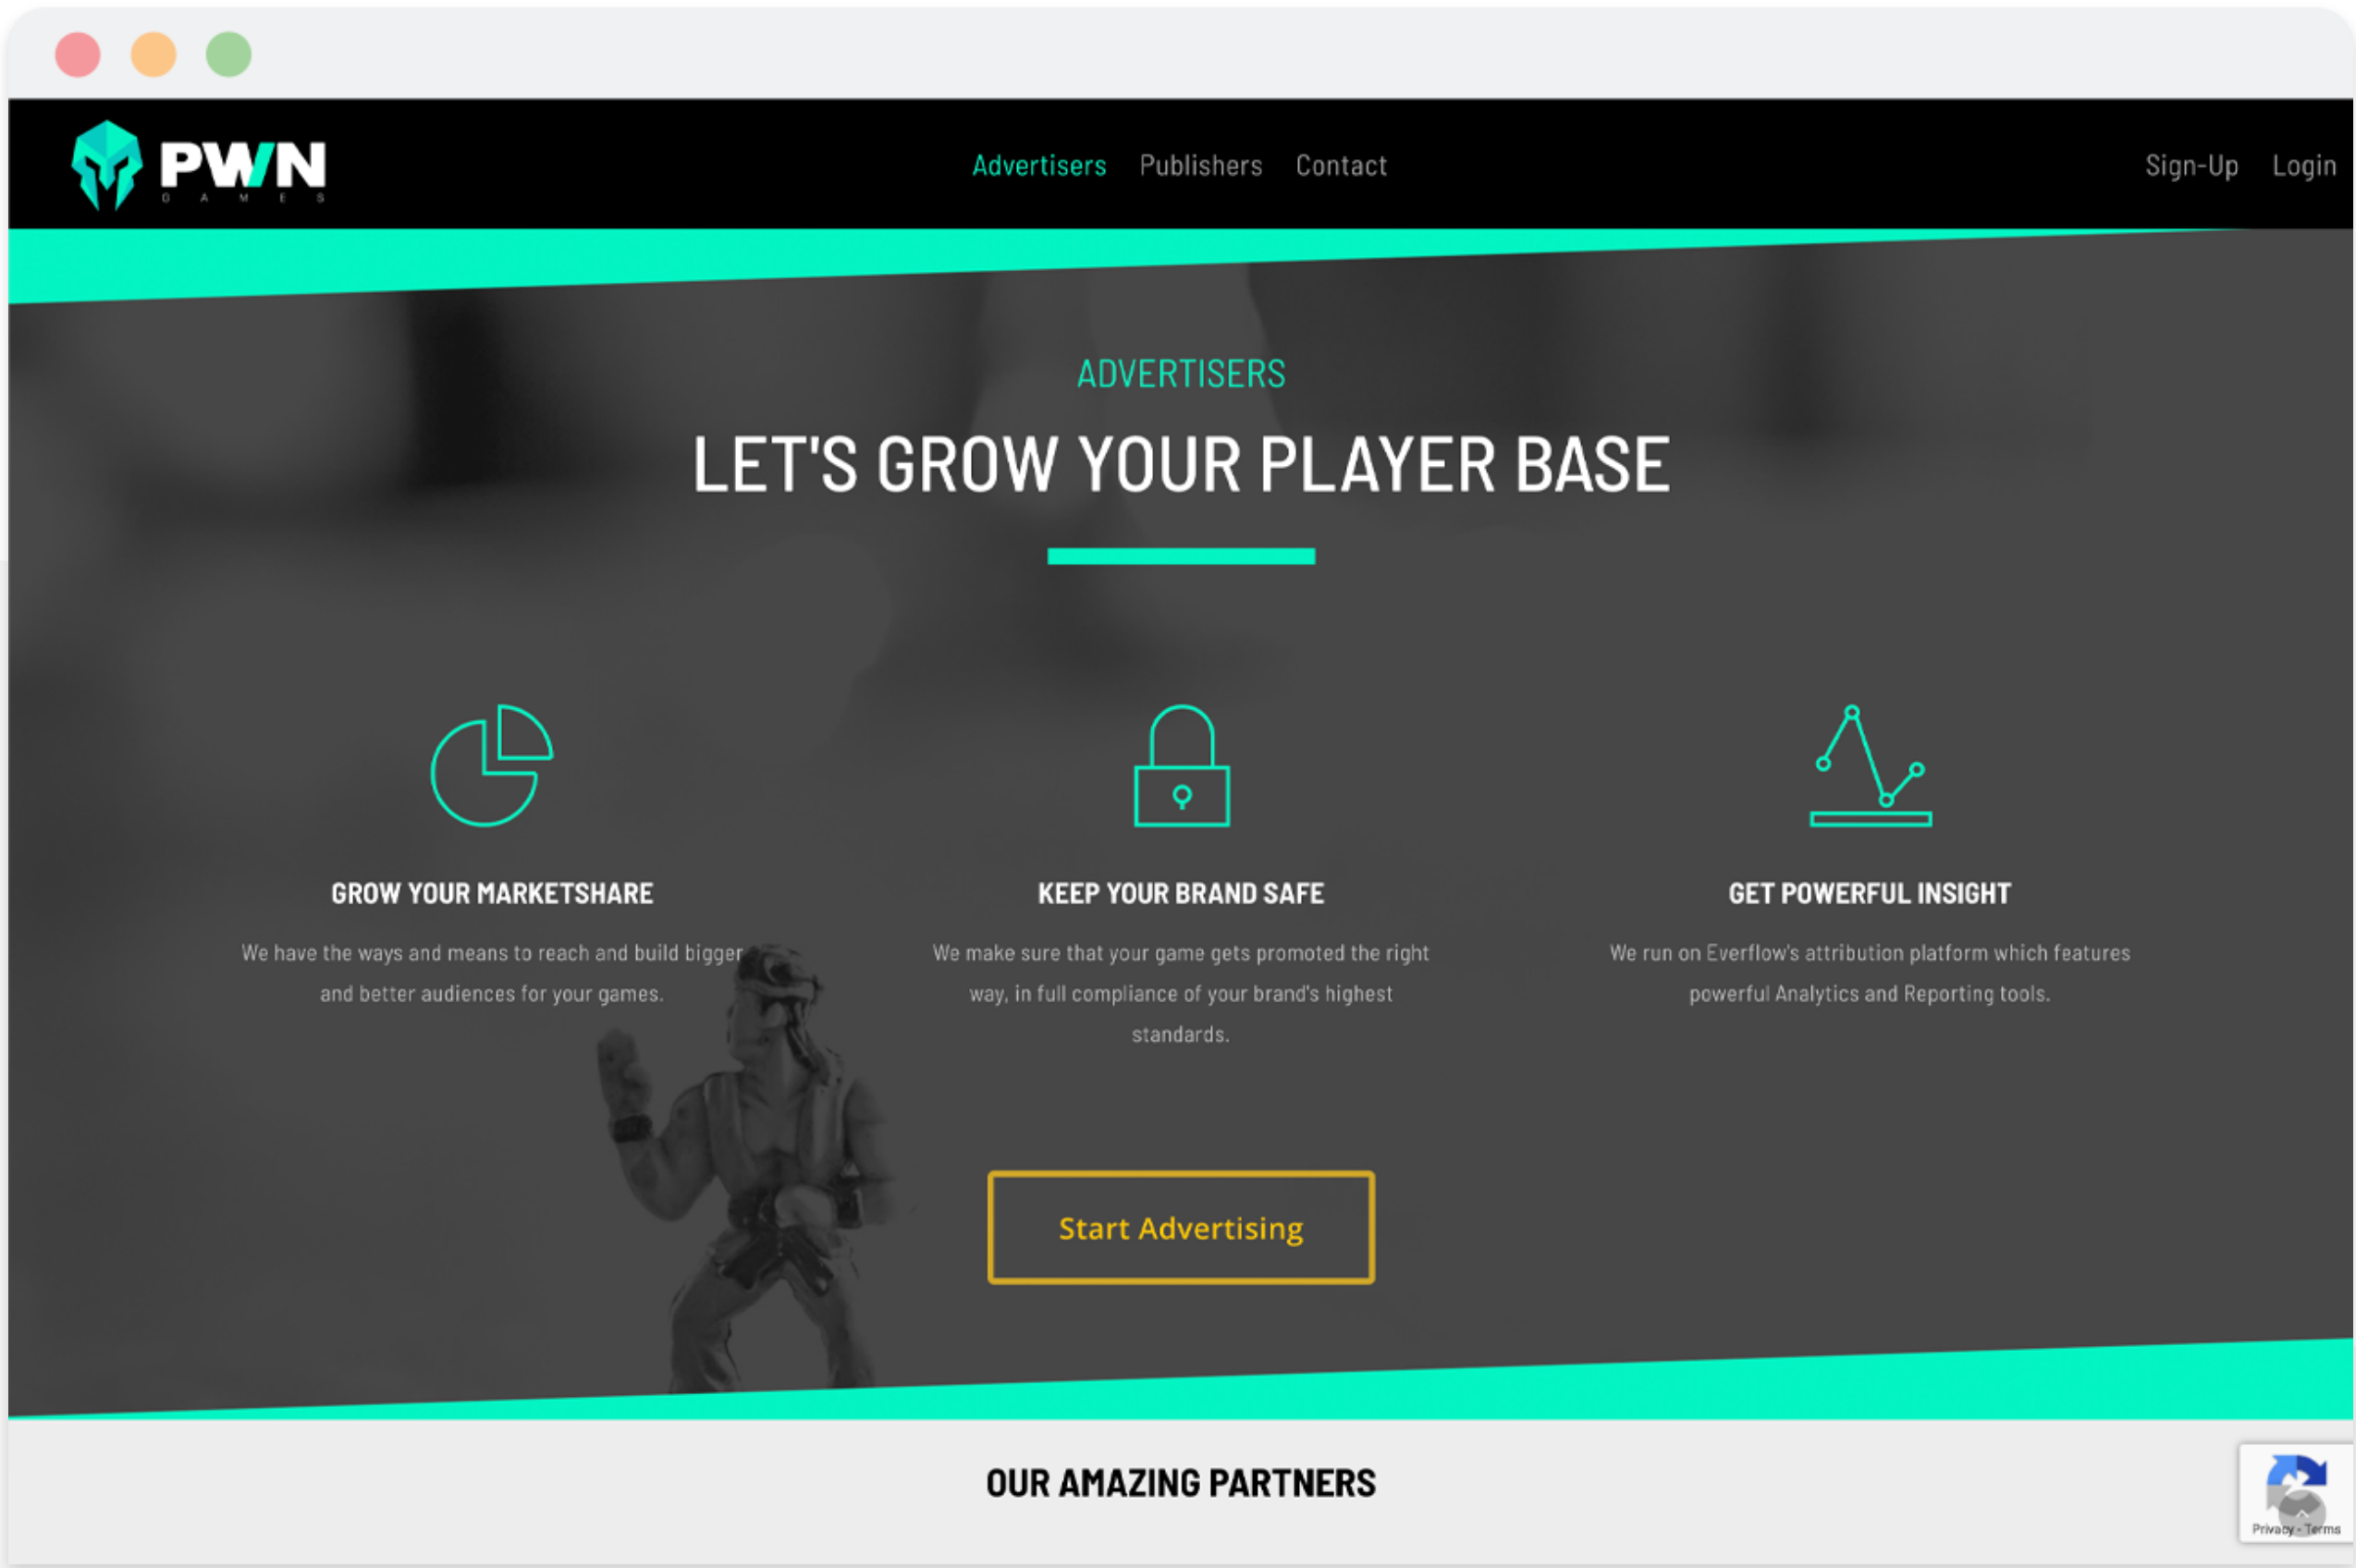 PWN
GAMES
Advertisers Publishers Contact
Sign-Up Login
ADVERTISERS
LET'S GROW YOUR PLAYER BASE
GROW YOUR MARKETSHARE
We have the ways and means to reach and build bigger
and better audiences for your games.
KEEP YOUR BRAND SAFE
We make sure that your game gets promoted the right
way, in full compliance of your brand's highest
standards.
GET POWERFUL INSIGHT
We run on Everflow's attribution platform which features
powerful Analytics and Reporting tools.
Start Advertising
OUR AMAZING PARTNERS
Privacy - Terms